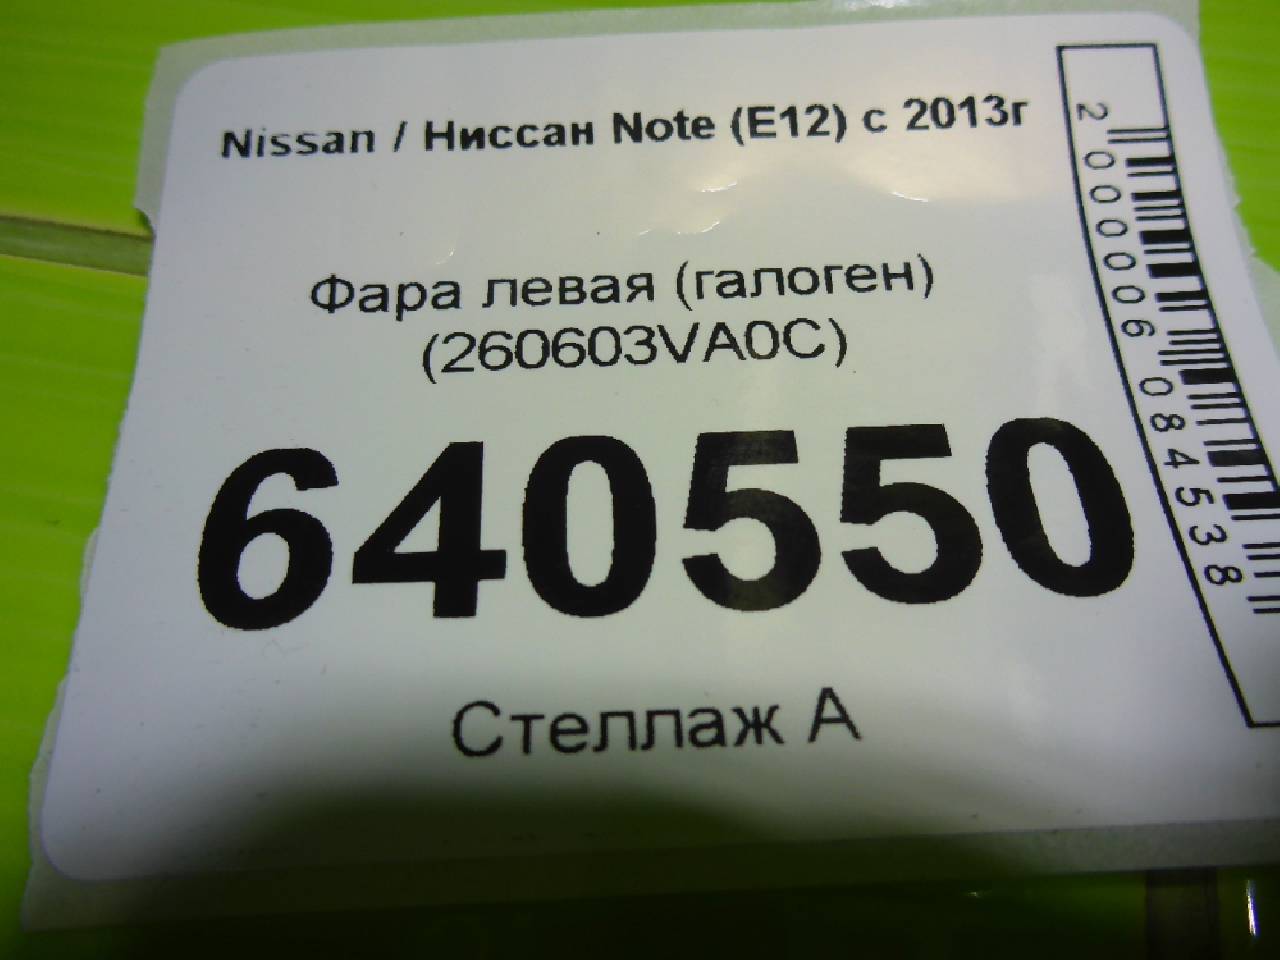 Nissan / Ниссан Note (E12) с 2013г
Фара левая (галоген)
(260603VA0C)
640550
Стеллаж А
2000006084538